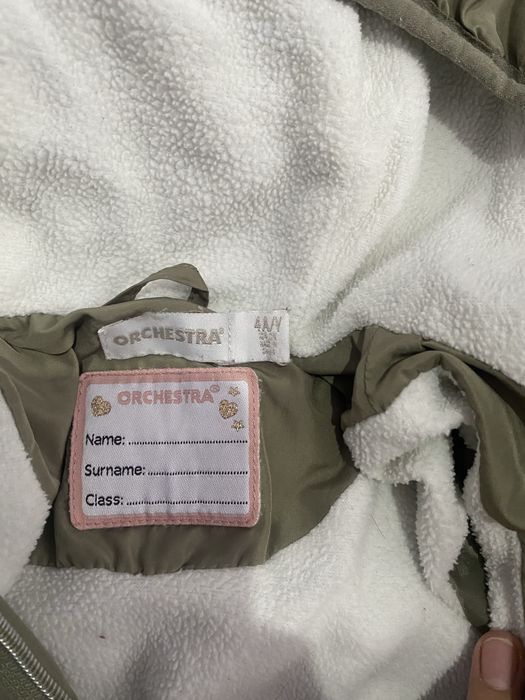 ORCHESTRA®
4A/Y
ORCHESTRA®
Name:
Surname:
Class: